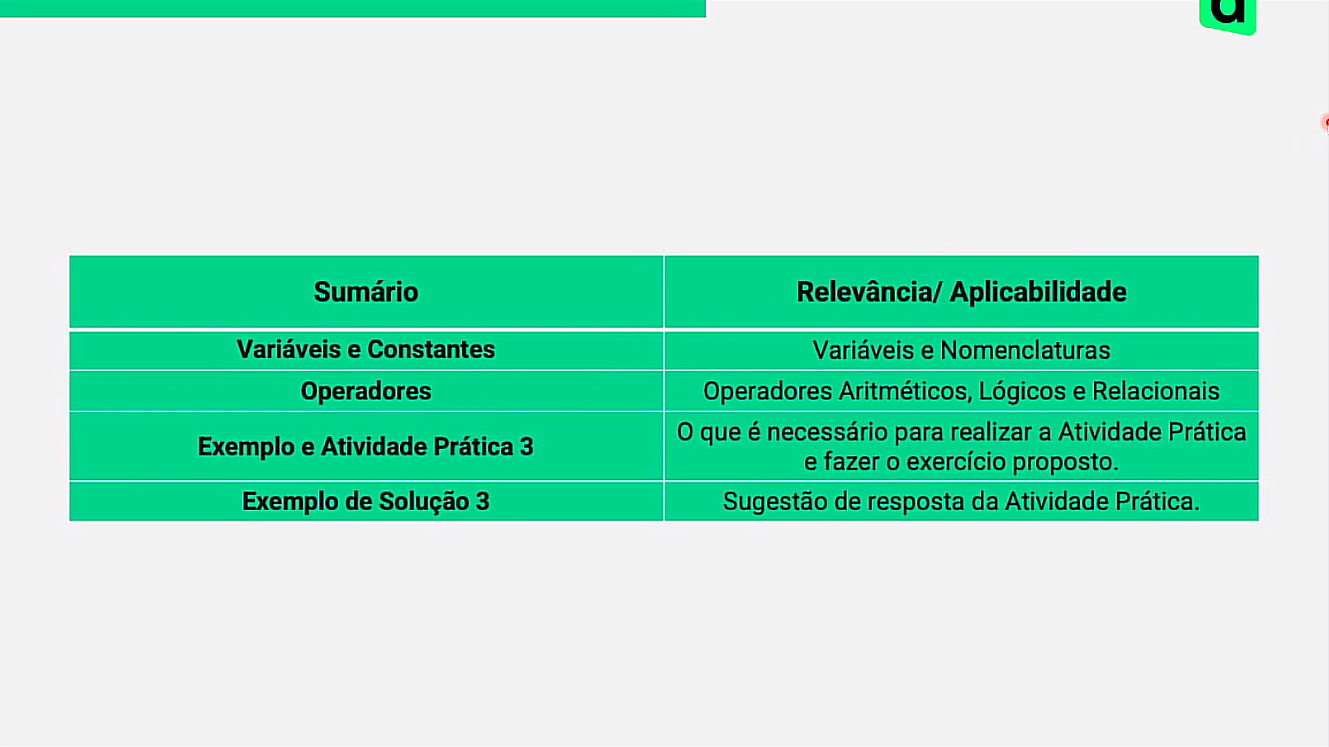 d
Sumário
Relevância/ Aplicabilidade
Variáveis e Constantes
Variáveis e Nomenclaturas
Operadores
Operadores Aritméticos, Lógicos e Relacionais
Exemplo e Atividade Prática 3
O que é necessário para realizar a Atividade Prática
e fazer o exercício proposto.
Exemplo de Solução 3
Sugestão de resposta da Atividade Prática.